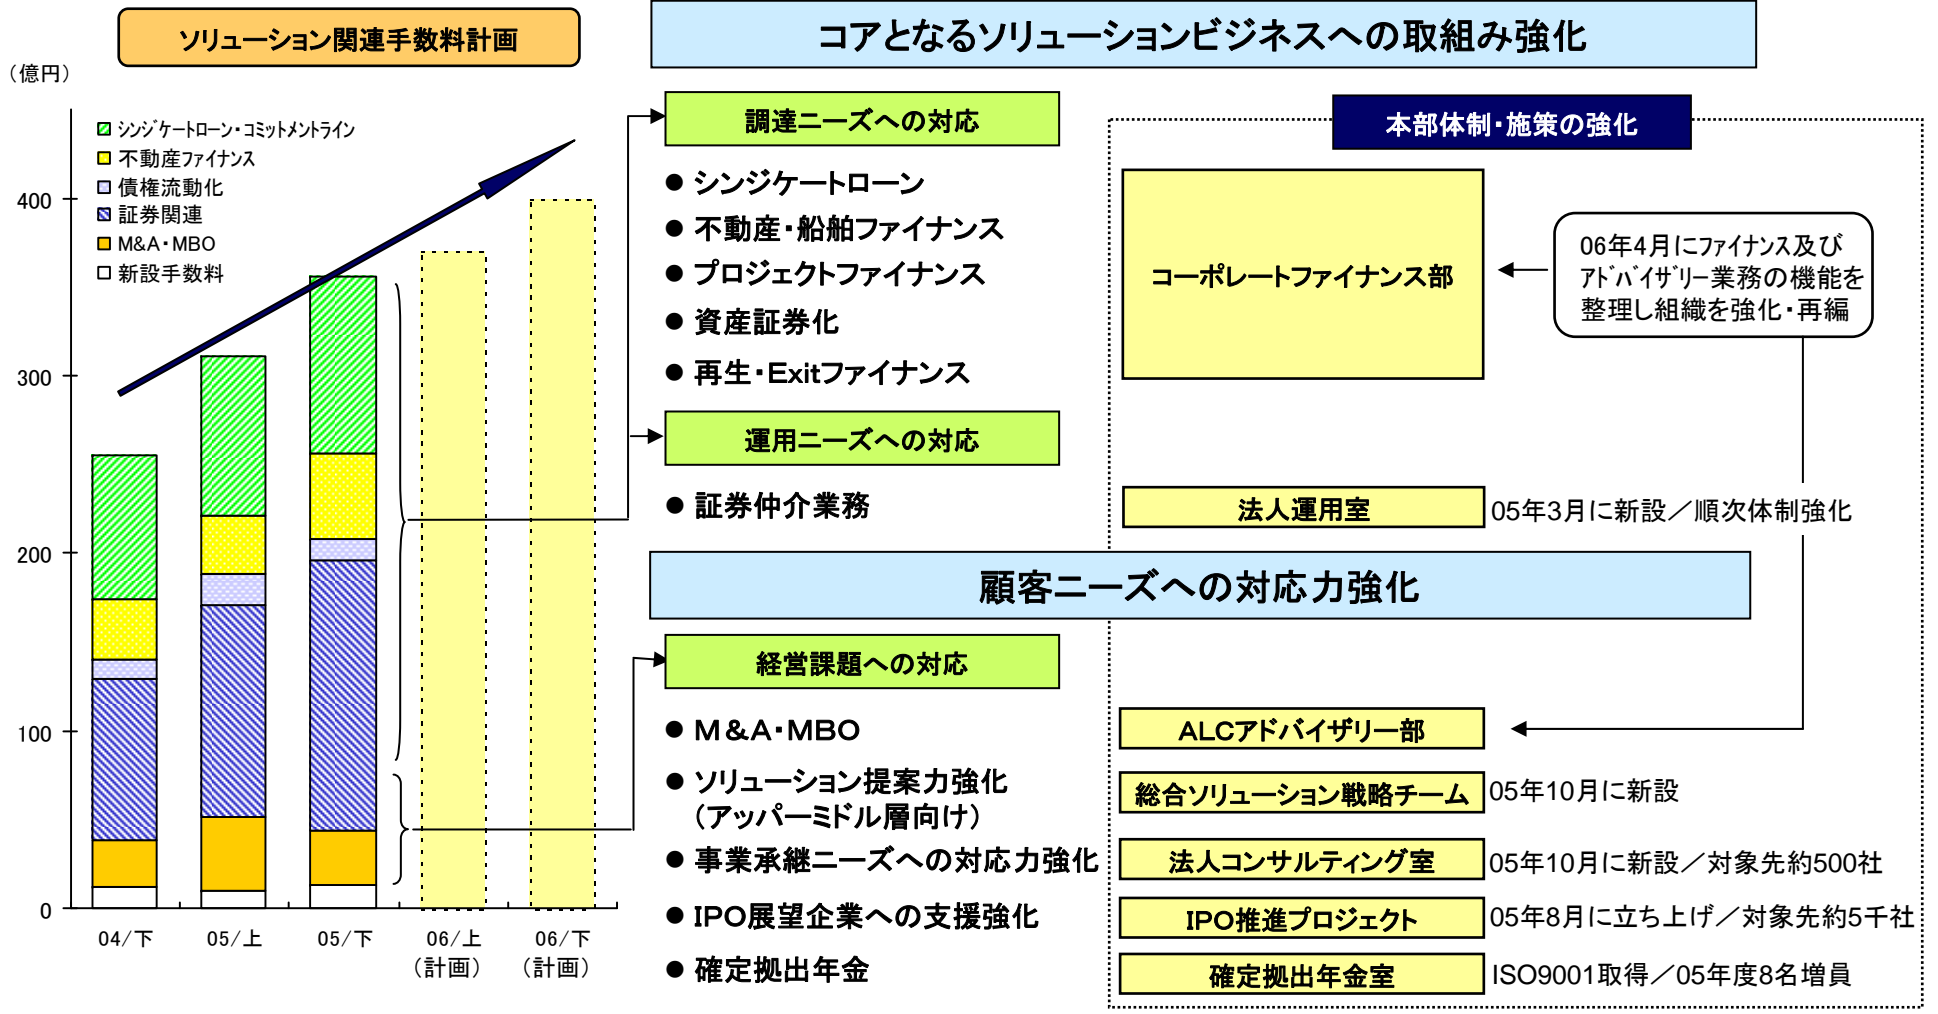 ソリューション関連手数料計画
（億円）
シンジケートローン・コミットメントライン
不動産ファイナンス
債権流動化
証券関連
M&A・MBO
新設手数料
400
300
200
100
0
04/下
05/上
05/下
06/上
（計画）
06/下
（計画）
コアとなるソリューションビジネスへの取組み強化
調達ニーズへの対応
● シンジケートローン
● 不動産・船舶ファイナンス
● プロジェクトファイナンス
● 資産証券化
● 再生・Exitファイナンス
運用ニーズへの対応
● 証券仲介業務
本部体制・施策の強化
コーポレートファイナンス部
06年4月にファイナンス及び
アドバイザリー業務の機能を
整理し組織を強化・再編
法人運用室
05年3月に新設／順次体制強化
顧客ニーズへの対応力強化
経営課題への対応
● M&A・MBO
● ソリューション提案力強化
（アッパーミドル層向け）
● 事業承継ニーズへの対応力強化
● IPO展望企業への支援強化
● 確定拠出年金
ALCアドバイザリー部
総合ソリューション戦略チーム
05年10月に新設
法人コンサルティング室
05年10月に新設／対象先約500社
IPO推進プロジェクト
05年8月に立ち上げ／対象先約5千社
確定拠出年金室
ISO9001取得／05年度8名増員